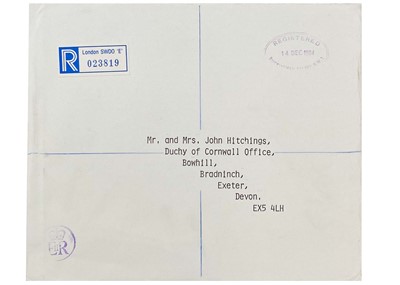 R
London SWDO 'E'
023819
REGISTERED
14 DEC
Mr. and Mrs. John Hitchings,
Duchy of Cornwall Office,
Bowhill,
Bradninch,
Exeter,
Devon.
EX5 4LH
E R